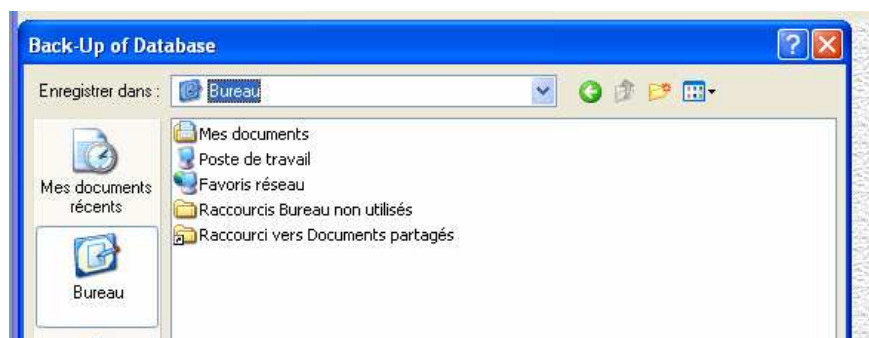 Back-Up of Database
Enregistrer dans :
Bureau
Mes documents
Poste de travail
Favoris réseau
Raccourcis Bureau non utilisés
Raccourci vers Documents partagés
Mes documents
récents
Bureau